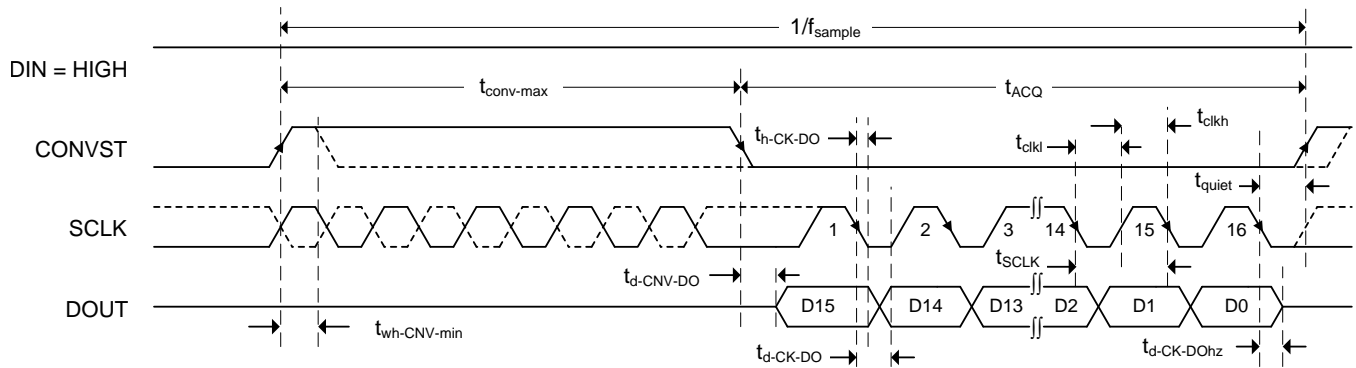 1/fsample
DIN = HIGH
tconv-max
tACQ
CONVST
th-CK-DO
tclkh
tclkl
tquiet
SCLK
1
2
3
14
15
16
tSCLK
td-CNV-DO
DOUT
D15
D14
D13
D2
D1
D0
twh-CNV-min
td-CK-DO
td-CK-DOhz